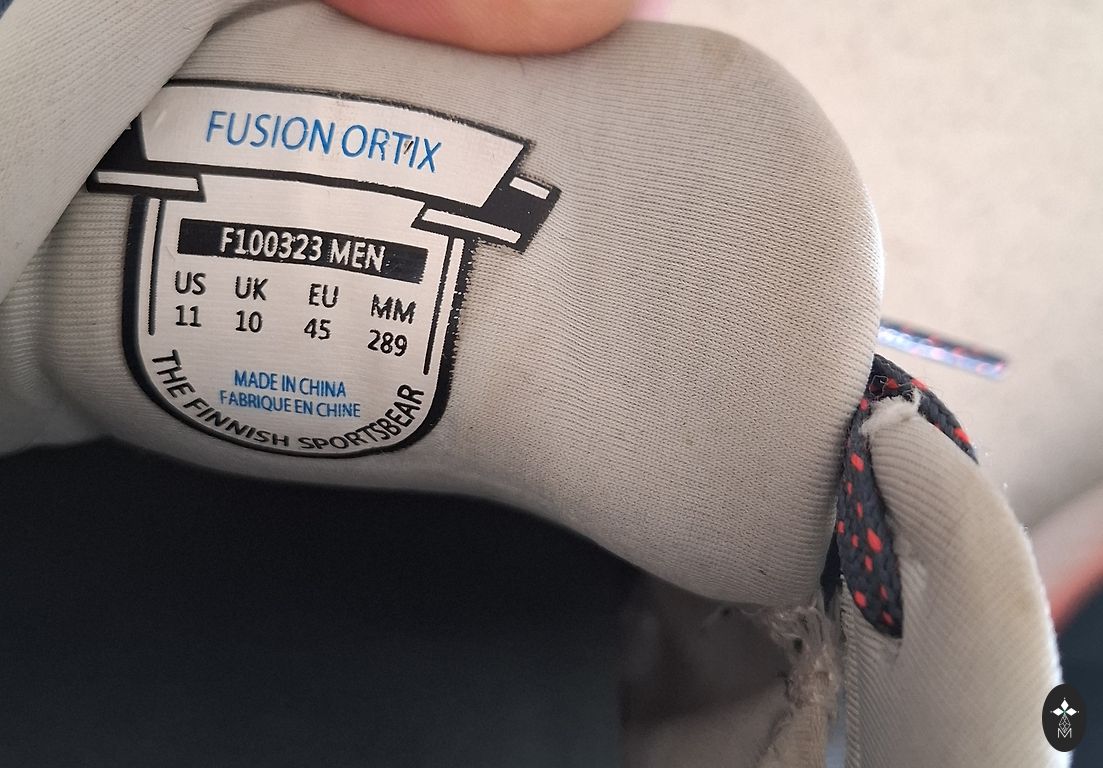 FUSION ORTIX
F100323 MEN
US UK EU MM
11 10 45 289
MADE IN CHINA
FABRIQUE EN CHINE
THE FINNISH SPORTSBEAR
M